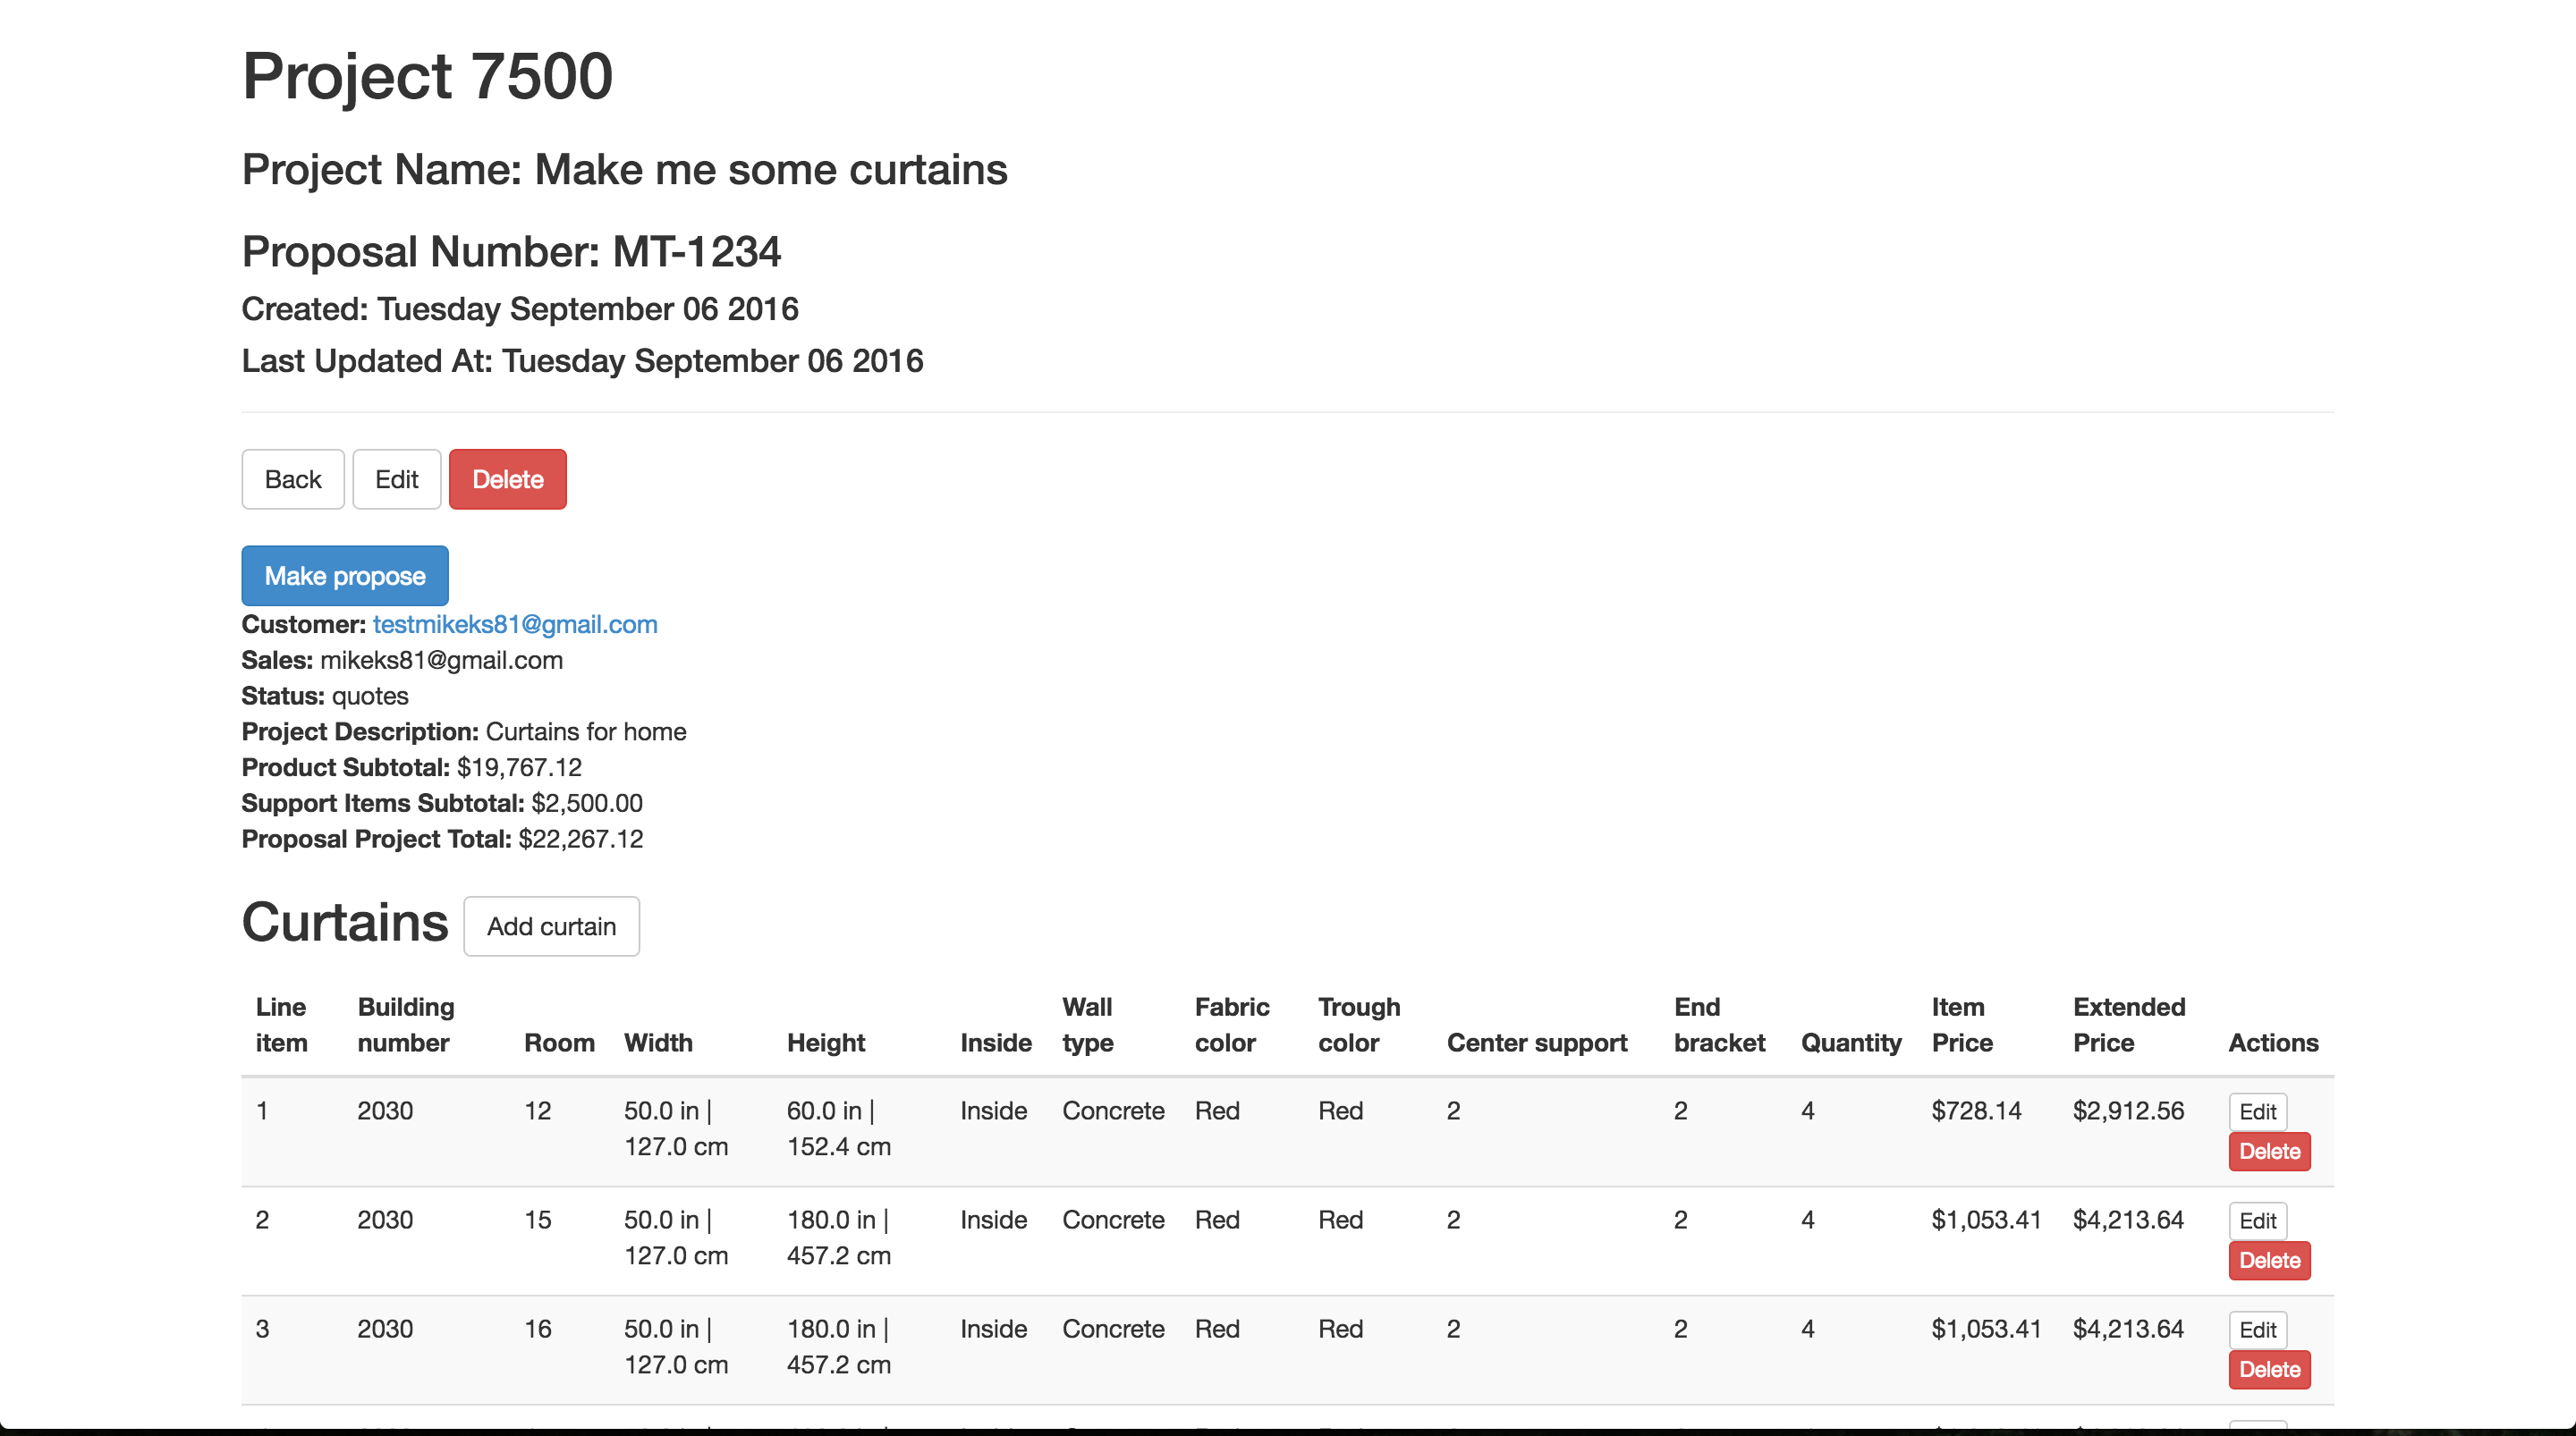 Project 7500
Project Name: Make me some curtains
Proposal Number: MT-1234
Created: Tuesday September 06 2016
Last Updated At: Tuesday September 06 2016
Back Edit Delete
Make propose
Customer: testmikeks81@gmail.com
Sales: mikeks81@gmail.com
Status: quotes
Project Description: Curtains for home
Product Subtotal: $19,767.12
Support Items Subtotal: $2,500.00
Proposal Project Total: $22,267.12
Curtains Add curtain
Line item Building number Room Width Height Inside Wall type Fabric color Trough color Center support End bracket Quantity Item Price Extended Price Actions
1 2030 12 50.0 in | 127.0 cm 60.0 in | 152.4 cm Inside Concrete Red Red 2 2 4 $728.14 $2,912.56 Edit Delete
2 2030 15 50.0 in | 127.0 cm 180.0 in | 457.2 cm Inside Concrete Red Red 2 2 4 $1,053.41 $4,213.64 Edit Delete
3 2030 16 50.0 in | 127.0 cm 180.0 in | 457.2 cm Inside Concrete Red Red 2 2 4 $1,053.41 $4,213.64 Edit Delete